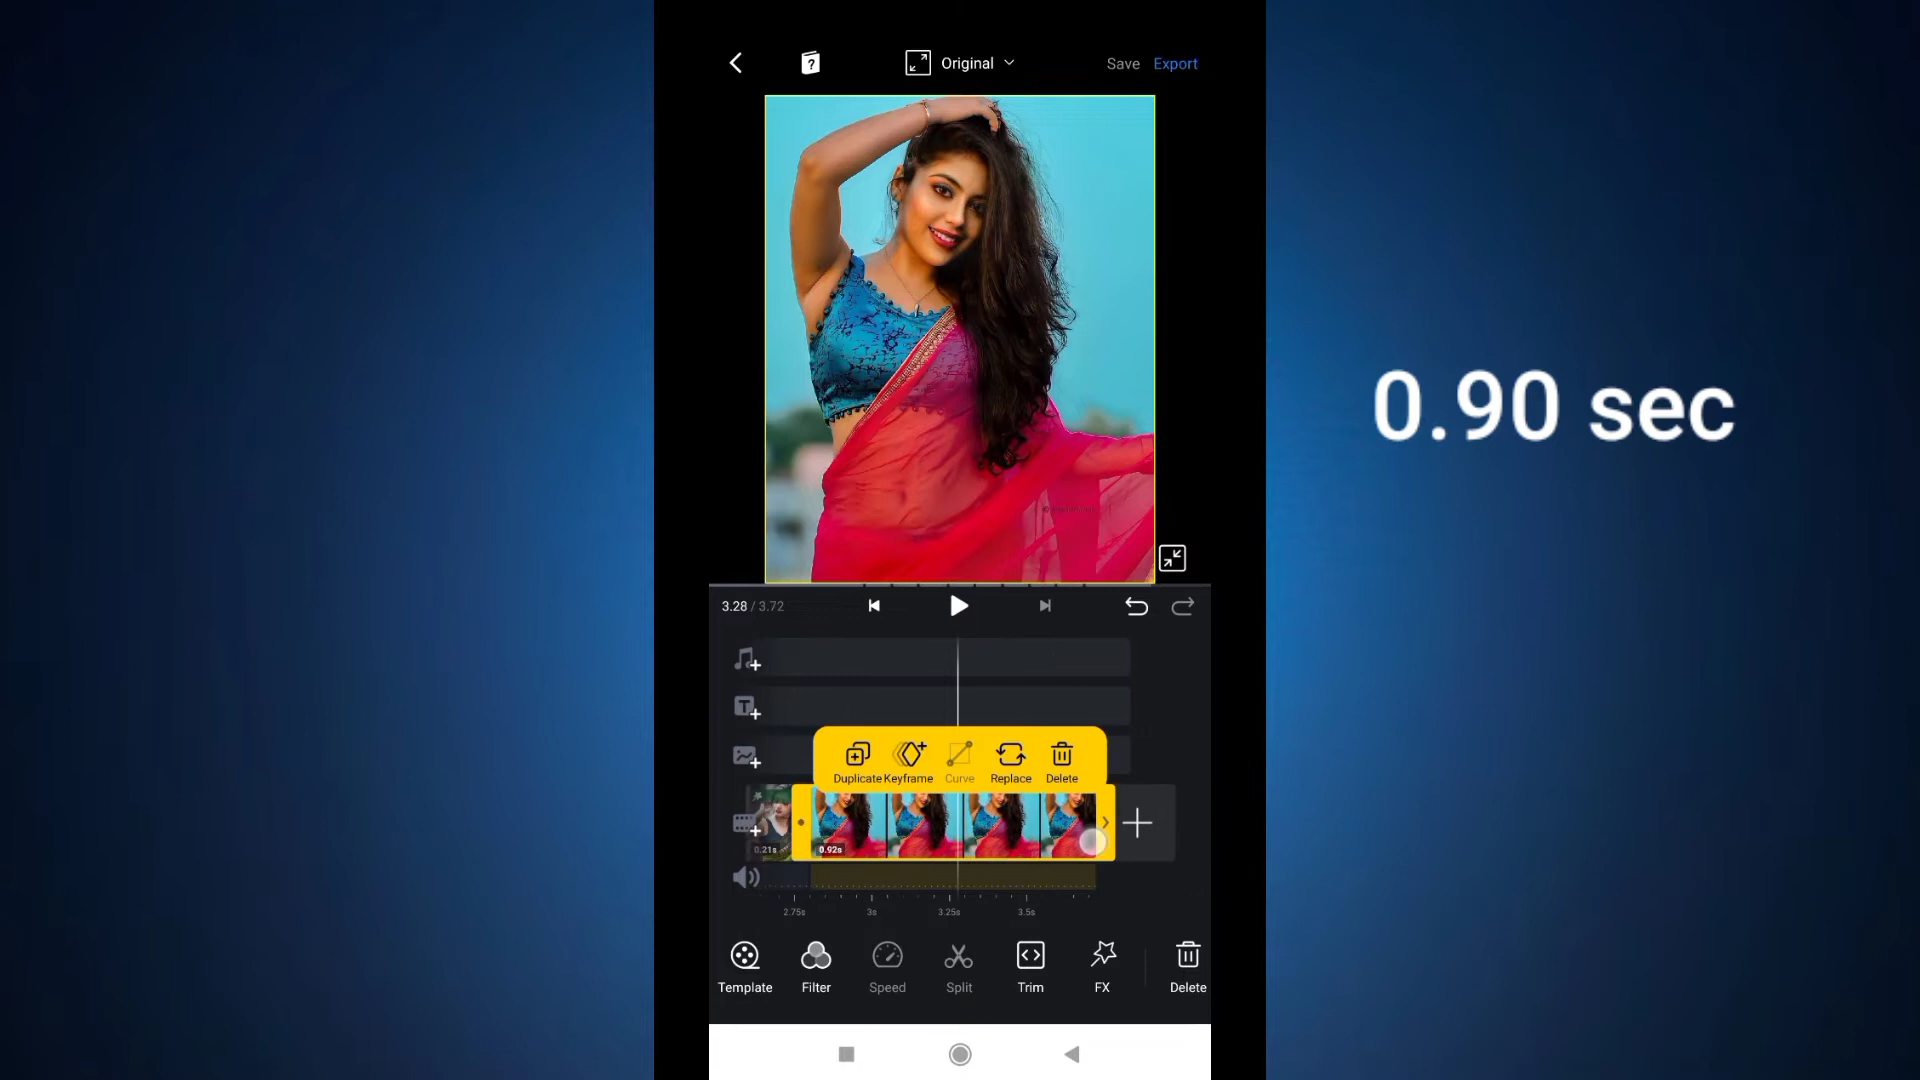 ?
Original
Save
Export
0.90 sec
3.28 / 3.72
T
Duplicate
Keyframe
Curve
Replace
Delete
0.21s
0.92s
2.75s
3s
3.25s
3.5s
Template
Filter
Speed
Split
Trim
FX
Delete